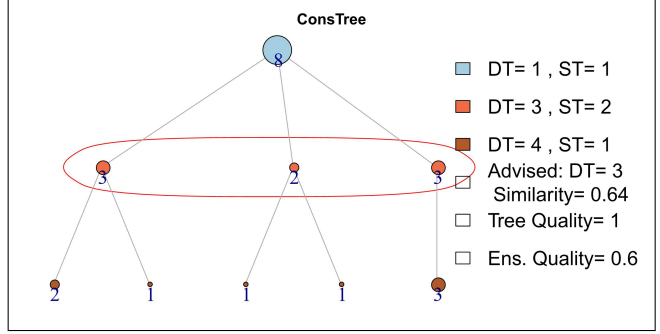 ConsTree
8
DT= 1 , ST= 1
DT= 3 , ST= 2
DT= 4 , ST= 1
3
2
3
Advised: DT= 3
Similarity= 0.64
Tree Quality= 1
Ens. Quality= 0.6
2
1
1
1
3